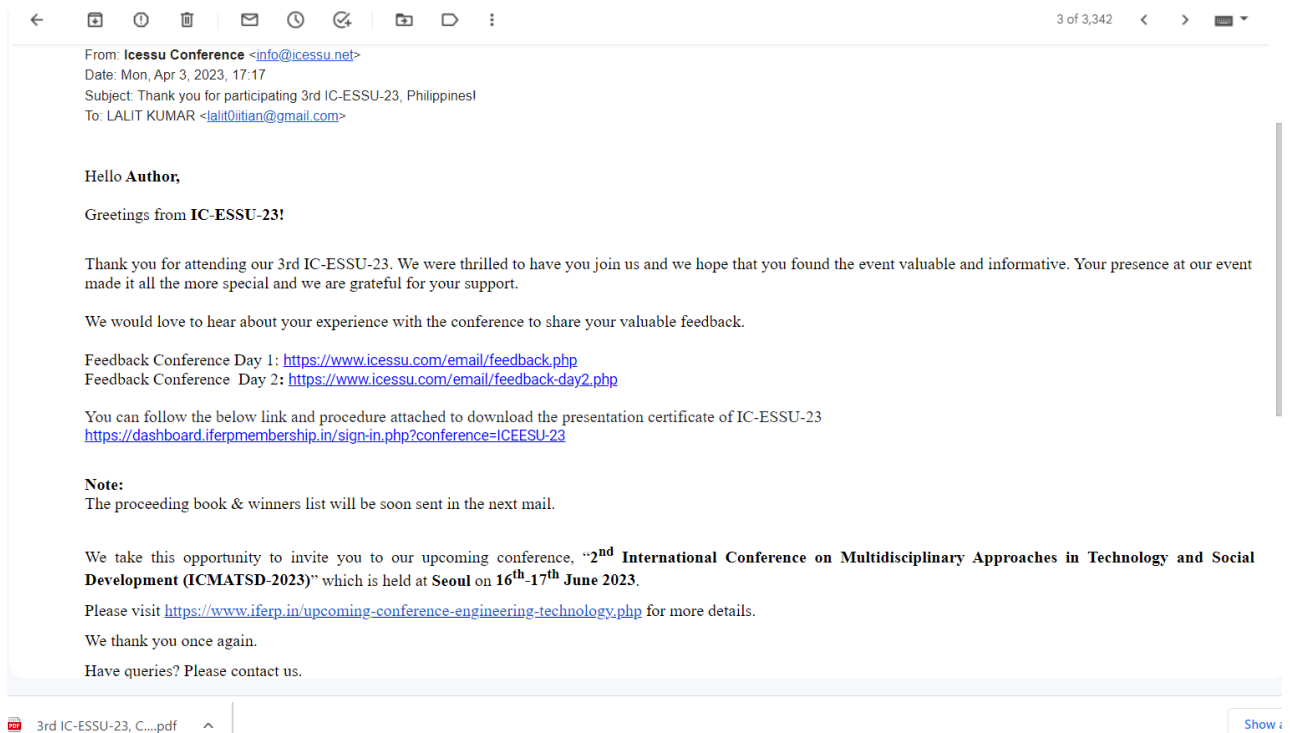 3 of 3,342
From: Icessu Conference <info@icessu.net>
Date: Mon, Apr 3, 2023, 17:17
Subject: Thank you for participating 3rd IC-ESSU-23, Philippines!
To: LALIT KUMAR <lalit0iitian@gmail.com>
Hello Author,
Greetings from IC-ESSU-23!
Thank you for attending our 3rd IC-ESSU-23. We were thrilled to have you join us and we hope that you found the event valuable and informative. Your presence at our event
made it all the more special and we are grateful for your support.
We would love to hear about your experience with the conference to share your valuable feedback.
Feedback Conference Day 1: https://www.icessu.com/email/feedback.php
Feedback Conference Day 2: https://www.icessu.com/email/feedback-day2.php
You can follow the below link and procedure attached to download the presentation certificate of IC-ESSU-23
https://dashboard.iferpmembership.in/sign-in.php?conference=ICEESU-23
Note:
The proceeding book & winners list will be soon sent in the next mail.
We take this opportunity to invite you to our upcoming conference, “2nd International Conference on Multidisciplinary Approaches in Technology and Social
Development (ICMATSD-2023)” which is held at Seoul on 16th-17th June 2023.
Please visit https://www.iferp.in/upcoming-conference-engineering-technology.php for more details.
We thank you once again.
Have queries? Please contact us.
PDF 3rd IC-ESSU-23, C....pdf
Show